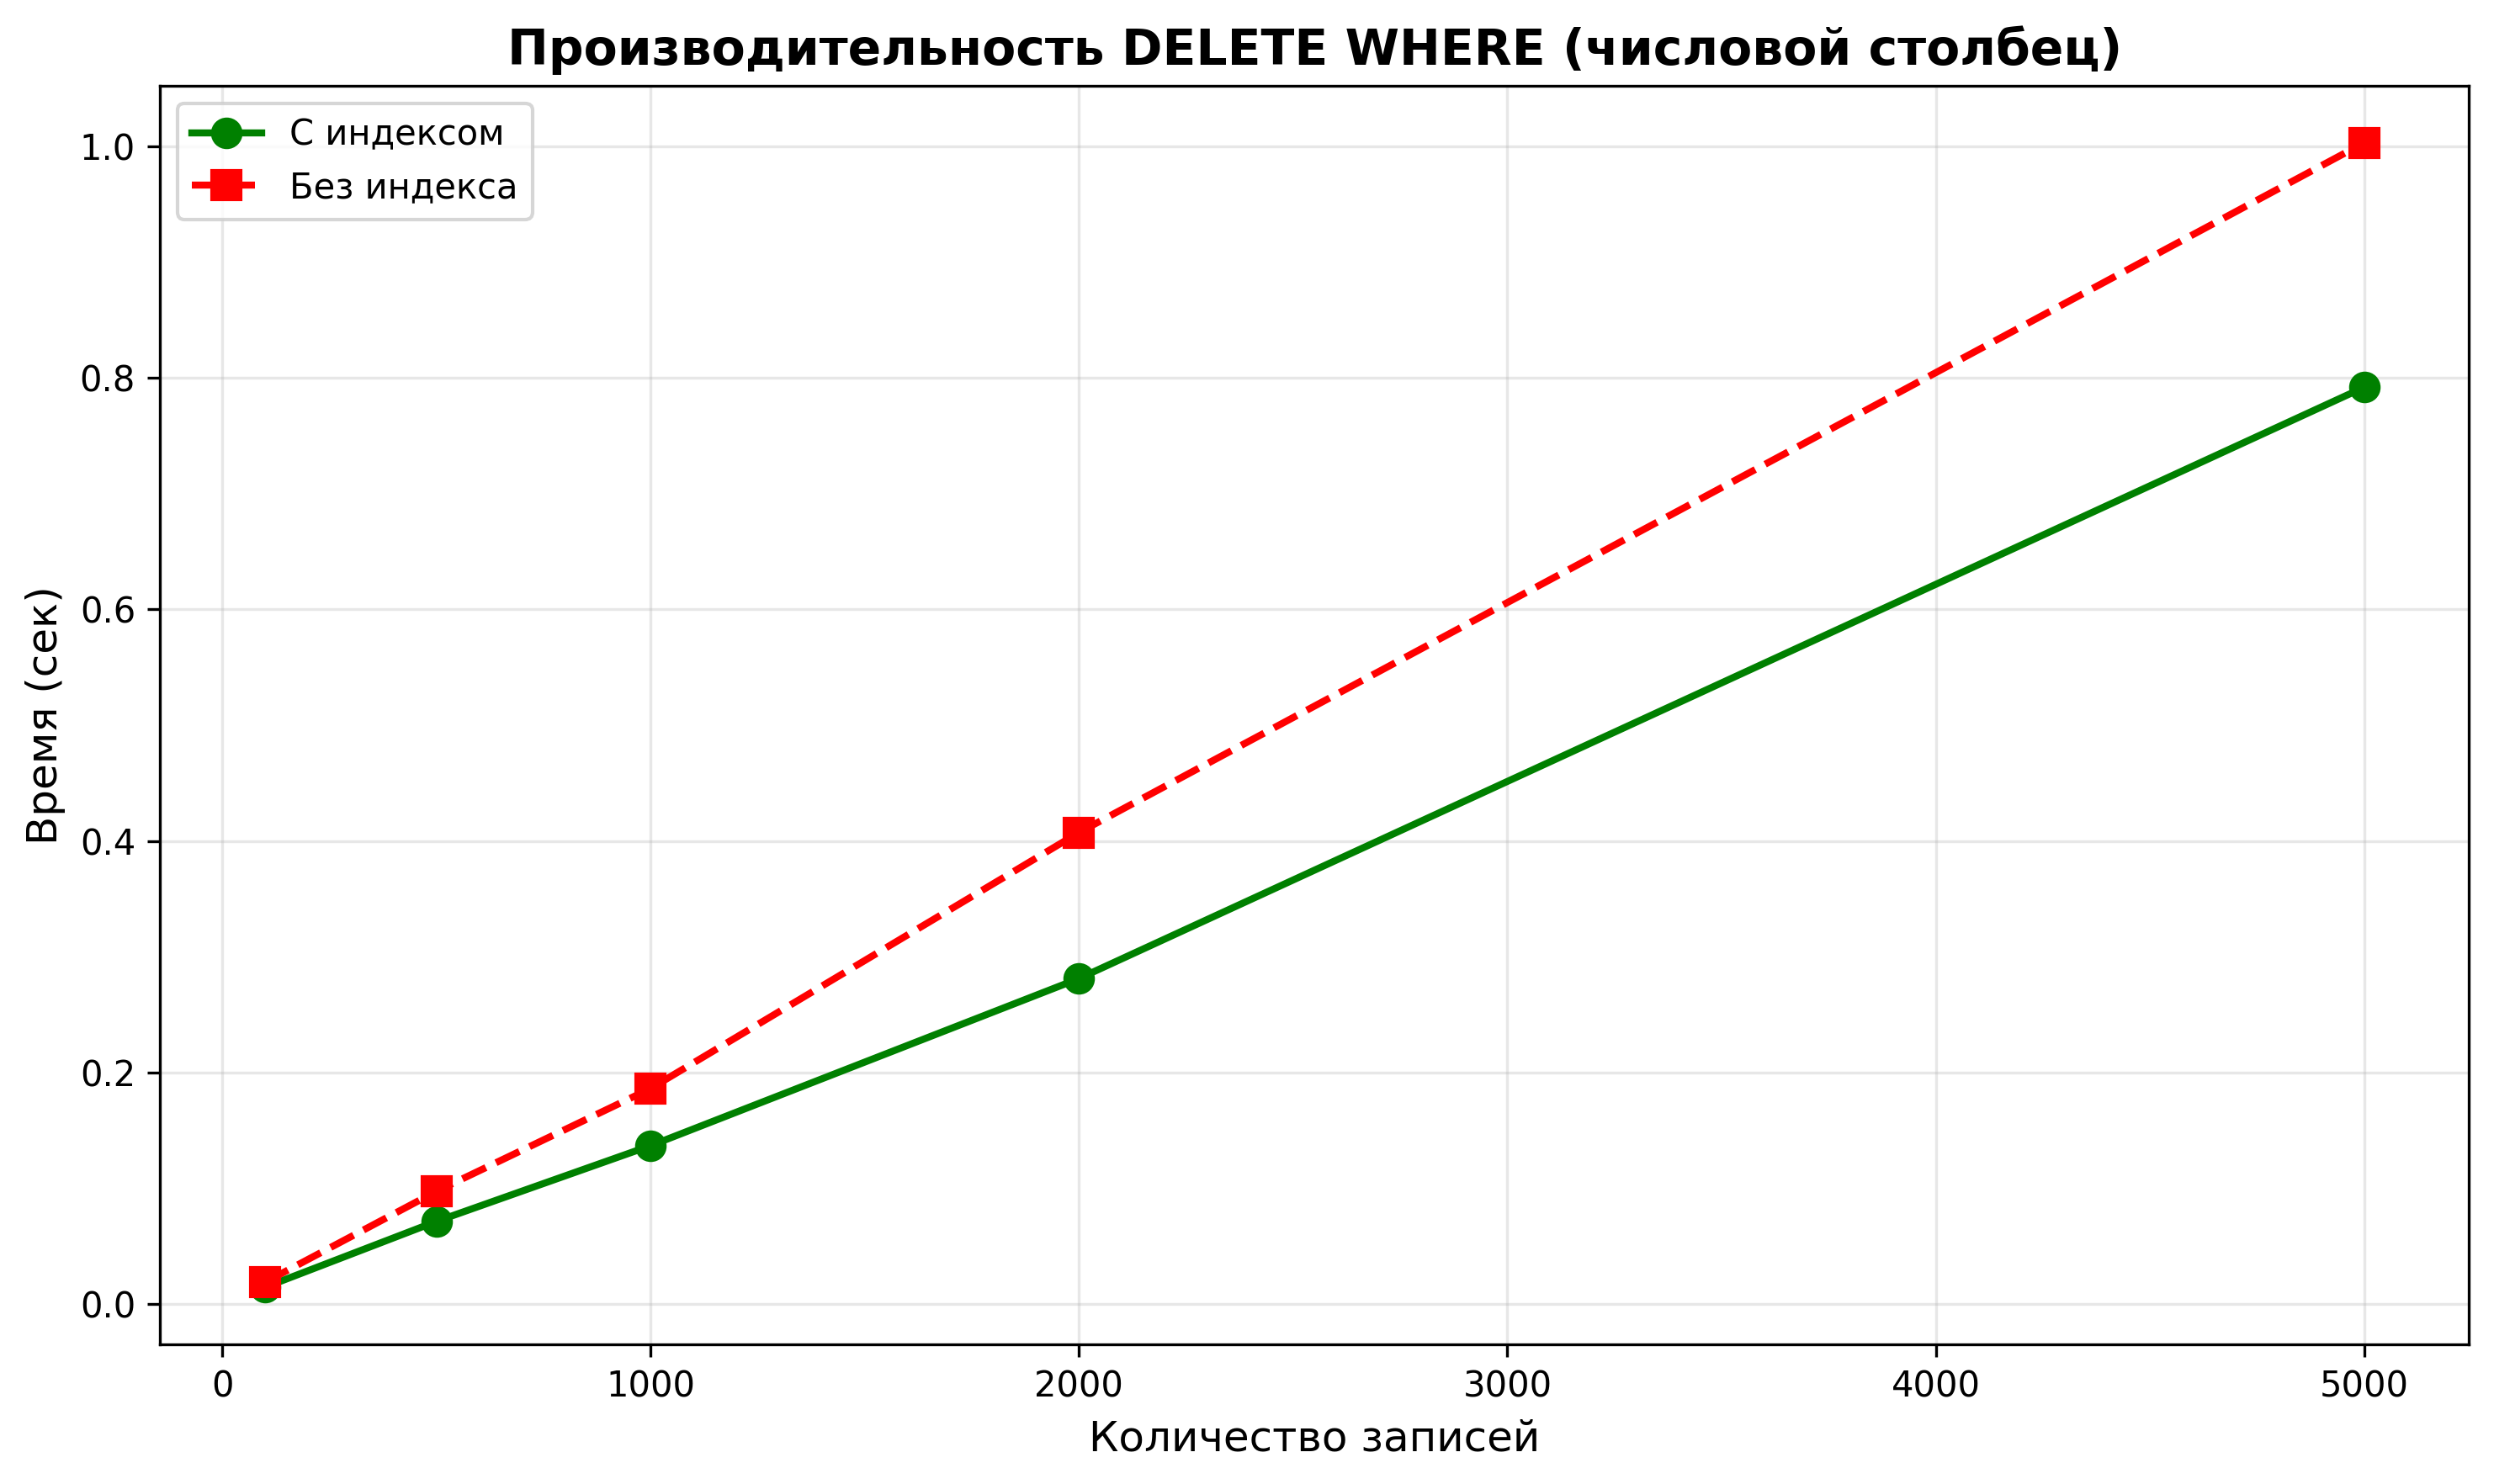 Производительность DELETE WHERE (числовой столбец)
С индексом
Без индекса
Время (сек)
1.0
0.8
0.6
0.4
0.2
0.0
0 1000 2000 3000 4000 5000
Количество записей